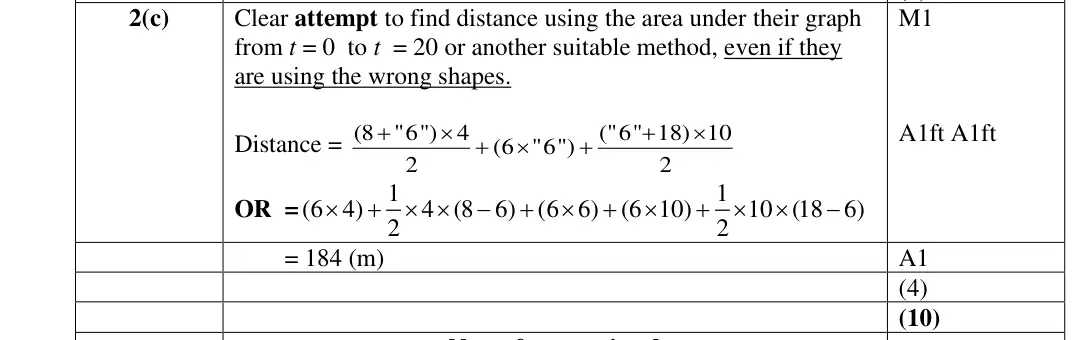 2(c)
Clear attempt to find distance using the area under their graph
M1
from t = 0 to t = 20 or another suitable method, even if they
are using the wrong shapes.
Distance = (8+"6")×4/2 + (6×"6") + ("6"+18)×10/2
A1ft A1ft
OR = (6×4) + 1/2 × 4 × (8 − 6) + (6×6) + (6×10) + 1/2 × 10 × (18 − 6)
= 184 (m)
A1
(4)
(10)